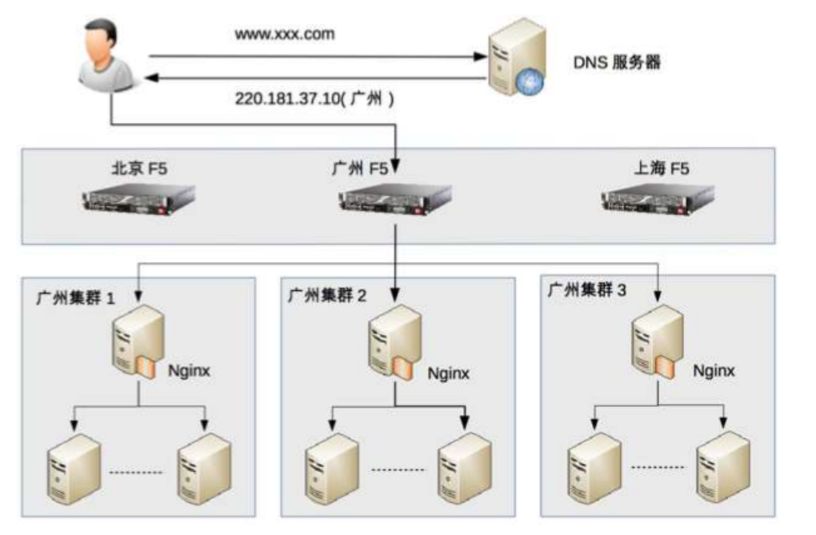 www.xxx.com
DNS 服务器
220.181.37.10( 广州 )
北京 F5
广州 F5
上海 F5
广州集群 1
广州集群 2
广州集群 3
Nginx
Nginx
Nginx